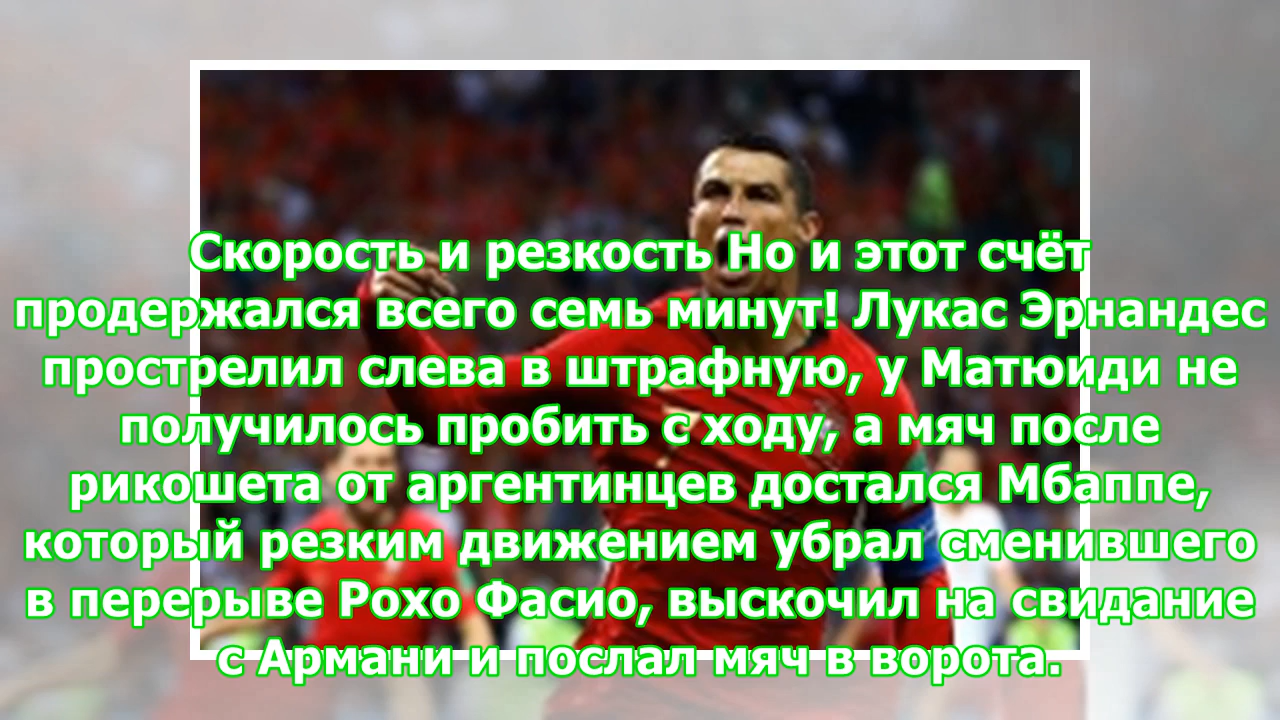 Скорость и резкость Но и этот счёт
продержался всего семь минут! Лукас Эрнандес
прострелил слева в штрафную, у Матюиди не
получилось пробить с ходу, а мяч после
рикошета от аргентинцев достался Мбаппе,
который резким движением убрал сменившего
в перерыве Рохо Фасио, выскочил на свидание
с Армани и послал мяч в ворота.